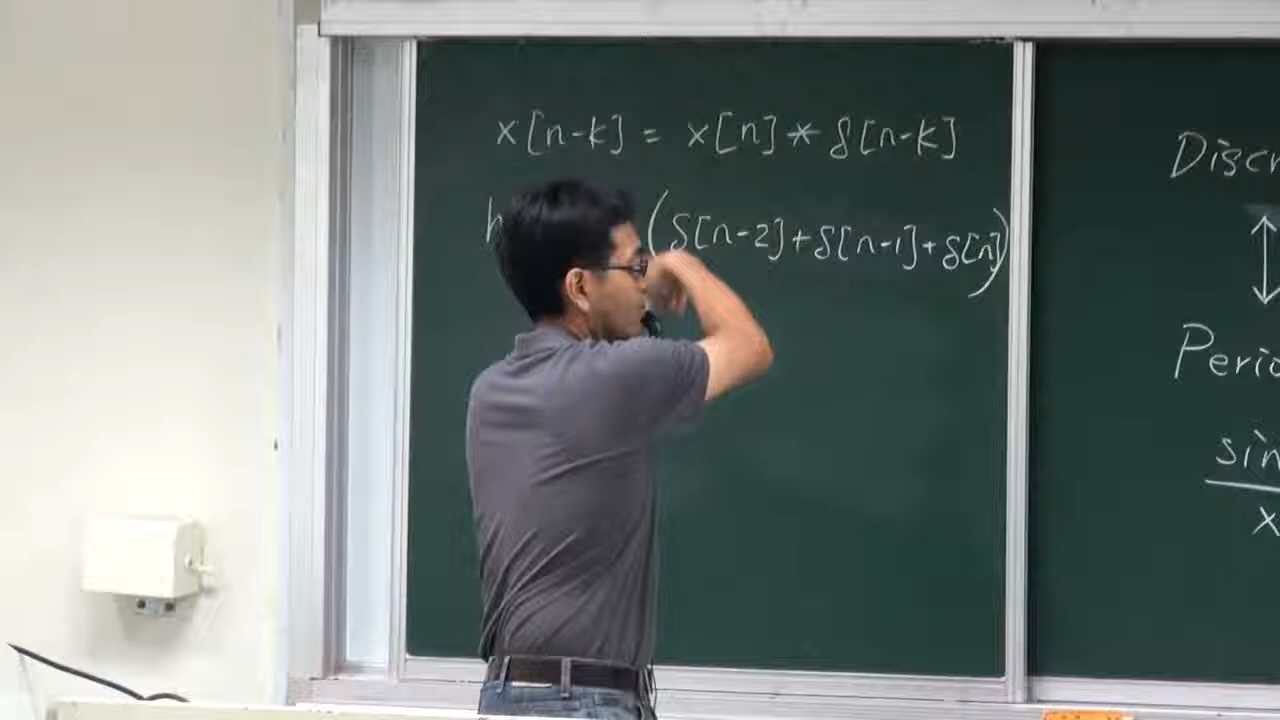 x[n-k] = x[n] * δ[n-k]
h (δ[n-2]+δ[n-1]+δ[n])
Discr
↕
Perio
sin
x